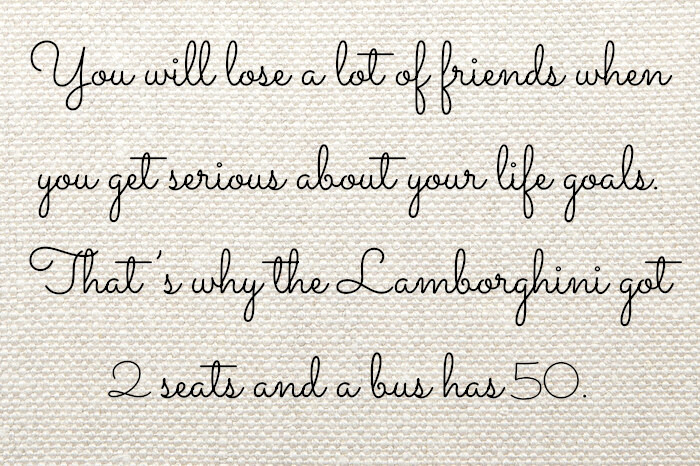 You will lose a lot of friends when
you get serious about your life goals.
That's why the Lamborghini got
2 seats and a bus has 50.